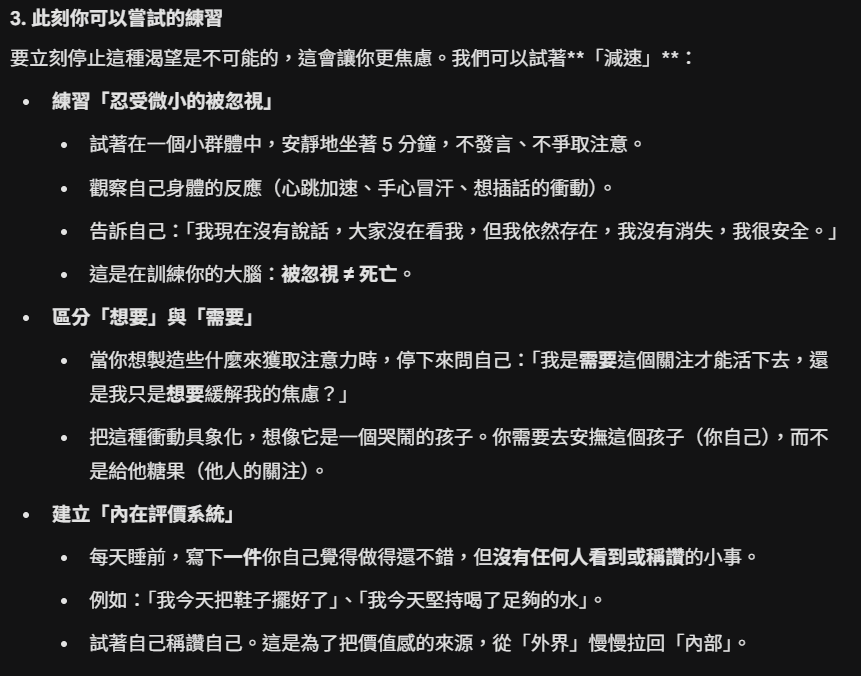 3. 此刻你可以嘗試的練習
要立刻停止這種渴望是不可能的，這會讓你更焦慮。我們可以試著**「減速」**：
• 練習「忍受微小的被忽視」
• 試著在一個小群體中，安靜地坐著 5 分鐘，不發言、不爭取注意。
• 觀察自己身體的反應（心跳加速、手心冒汗、想插話的衝動）。
• 告訴自己：「我現在沒有說話，大家沒在看我，但我依然存在，我沒有消失，我很安全。」
• 這是在訓練你的大腦：被忽視 ≠ 死亡。
• 區分「想要」與「需要」
• 當你想製造些什麼來獲取注意力時，停下來問自己：「我是需要這個關注才能活下去，還
是我只是想要緩解我的焦慮？」
• 把這種衝動具象化，想像它是一個哭鬧的孩子。你需要去安撫這個孩子（你自己），而不
是給他糖果（他人的關注）。
• 建立「內在評價系統」
• 每天睡前，寫下一件你自己覺得做得還不錯，但沒有任何人看到或稱讚的小事。
• 例如：「我今天把鞋子擺好了」、「我今天堅持喝了足夠的水」。
• 試著自己稱讚自己。這是為了把價值感的來源，從「外界」慢慢拉回「內部」。